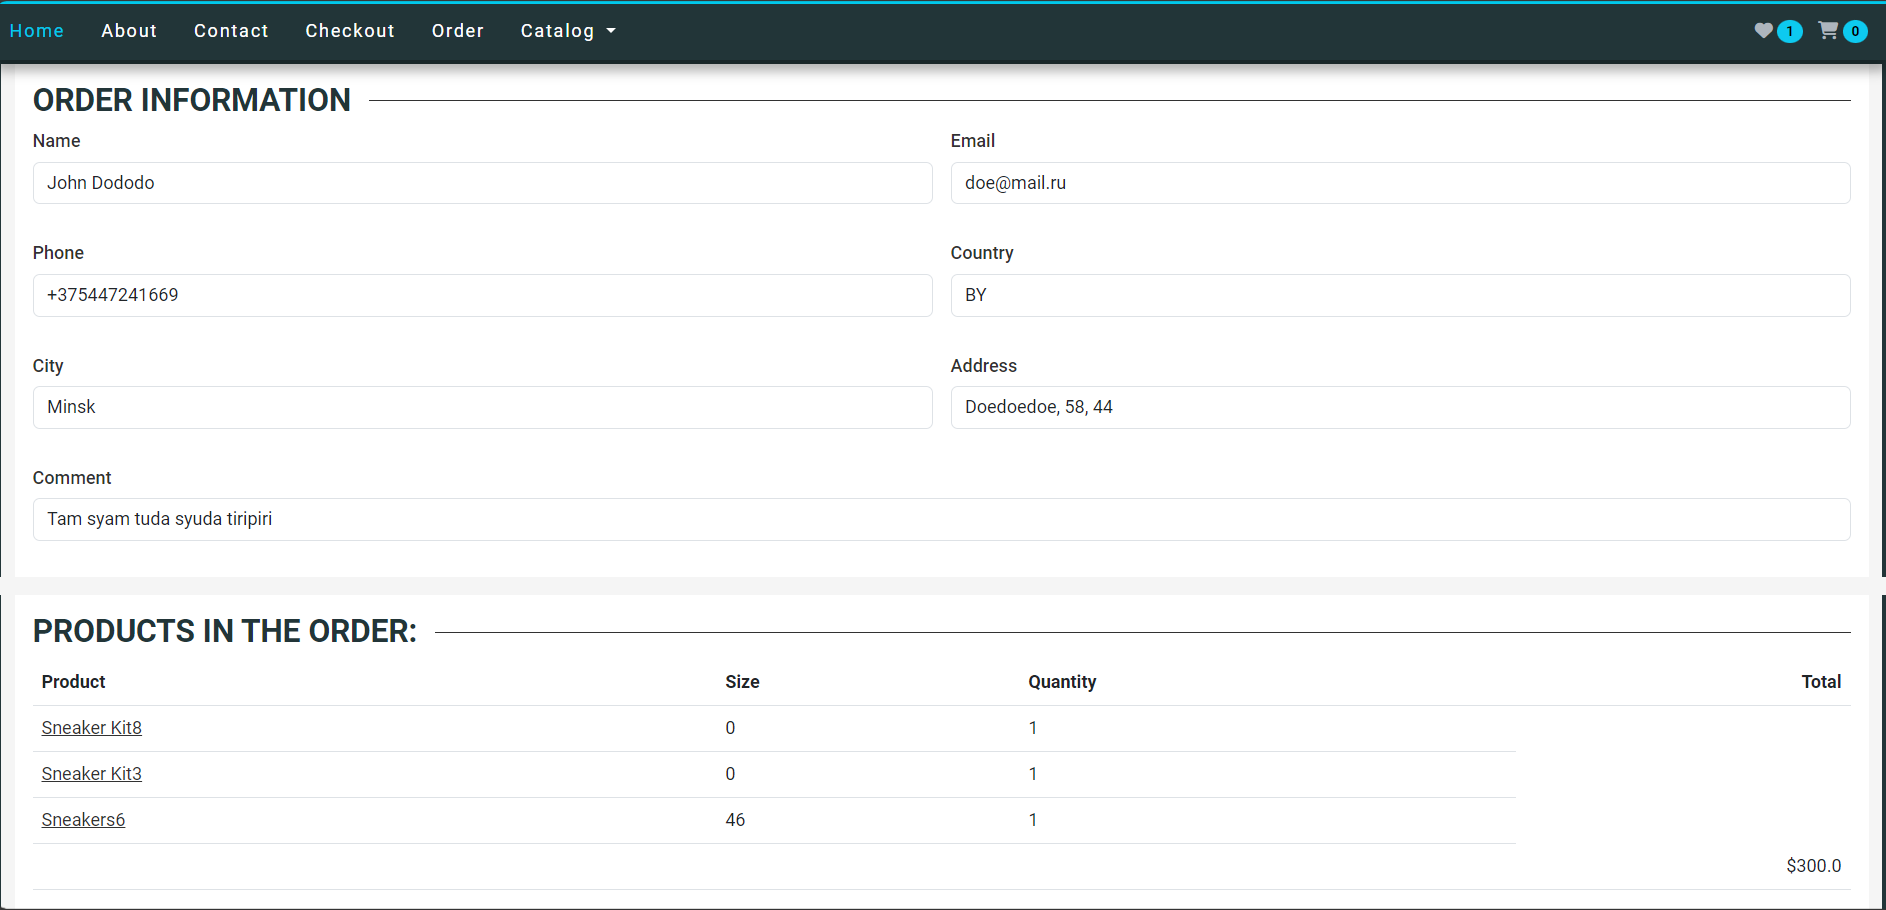 Home About Contact Checkout Order Catalog 1 0
ORDER INFORMATION
Name Email
John Dododo doe@mail.ru
Phone Country
+375447241669 BY
City Address
Minsk Doedoedoe, 58, 44
Comment
Tam syam tuda syuda tiripiri
PRODUCTS IN THE ORDER:
Product Size Quantity Total
Sneaker Kit8 0 1
Sneaker Kit3 0 1
Sneakers6 46 1
$300.0